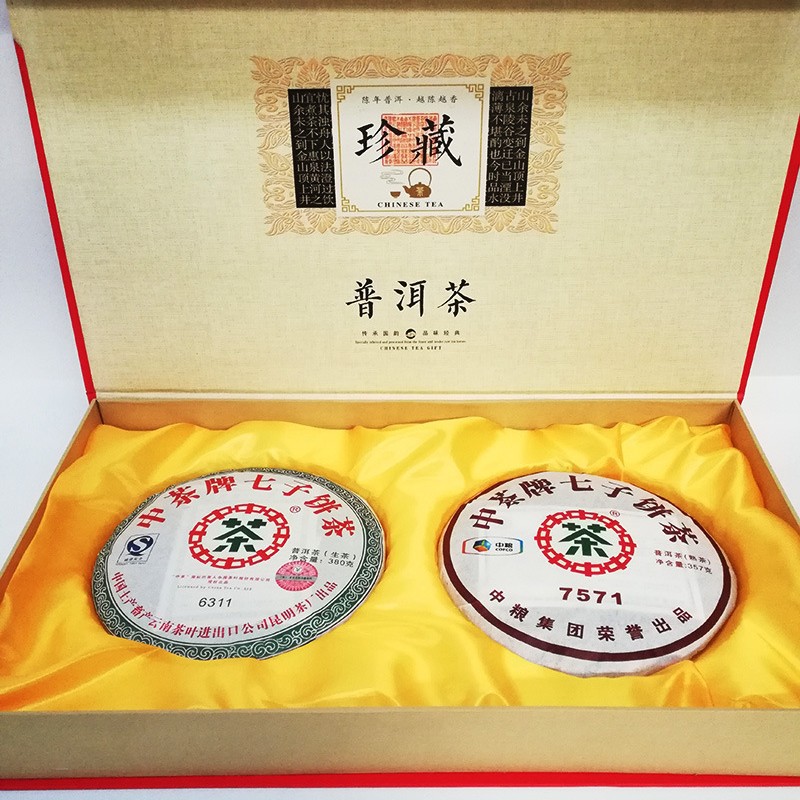 陈年普洱·越陈越香
珍藏
CHINESE TEA
普洱茶
传承国韵 品味经典
CHINESE TEA GIFT
中茶牌七子饼茶
茶
®
普洱茶（生茶）
净含量：380克
6311
中国土产畜产云南茶叶进出口公司昆明茶厂出品
中茶牌七子饼茶
茶
®
中粮
COFCO
普洱茶（熟茶）
净含量：357克
7571
中粮集团荣誉出品